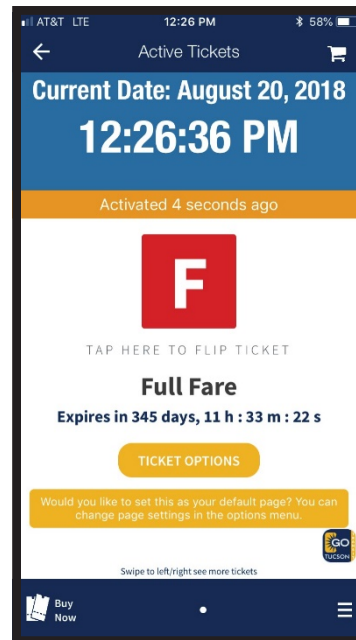 AT&T LTE 12:26 PM 58%
Active Tickets
Current Date: August 20, 2018
12:26:36 PM
Activated 4 seconds ago
F
TAP HERE TO FLIP TICKET
Full Fare
Expires in 345 days, 11 h : 33 m : 22 s
TICKET OPTIONS
Would you like to set this as your default page? You can
change page settings in the options menu.
GO
TUCSON
Swipe to left/right see more tickets
Buy
Now